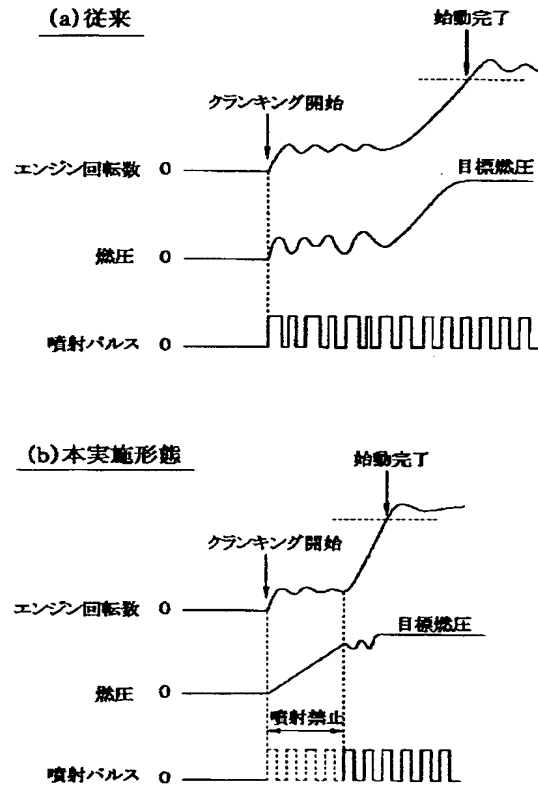 (a)従来
始動完了
クランキング開始
エンジン回転数 0
目標燃圧
燃圧 0
噴射パルス 0
(b)本実施形態
始動完了
クランキング開始
エンジン回転数 0
目標燃圧
燃圧 0
噴射禁止
噴射パルス 0